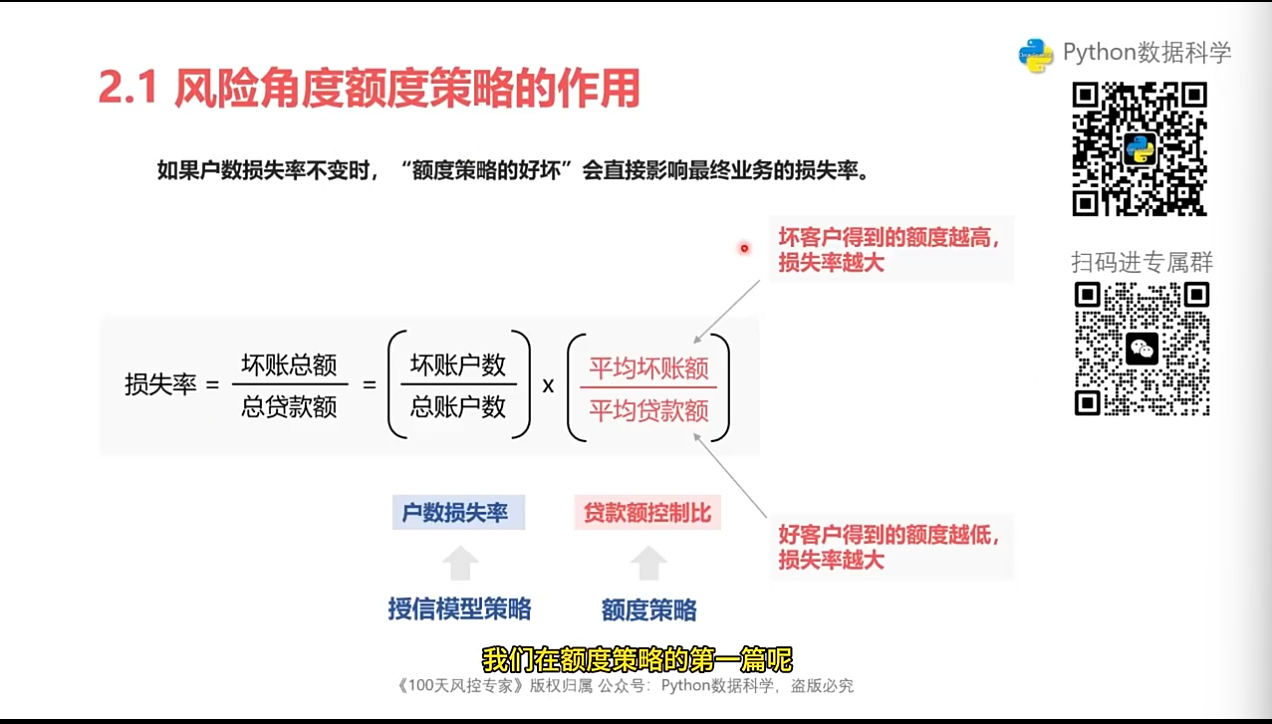 Python数据科学
2.1 风险角度额度策略的作用
如果户数损失率不变时，“额度策略的好坏”会直接影响最终业务的损失率。
坏客户得到的额度越高，
损失率越大
扫码进专属群
损失率 = 坏账总额 / 总贷款额 = (坏账户数 / 总账户数) x (平均坏账额 / 平均贷款额)
户数损失率
贷款额控制比
好客户得到的额度越低，
损失率越大
授信模型策略
额度策略
我们在额度策略的第一篇呢
《100天风控专家》版权归属 公众号：Python数据科学，盗版必究